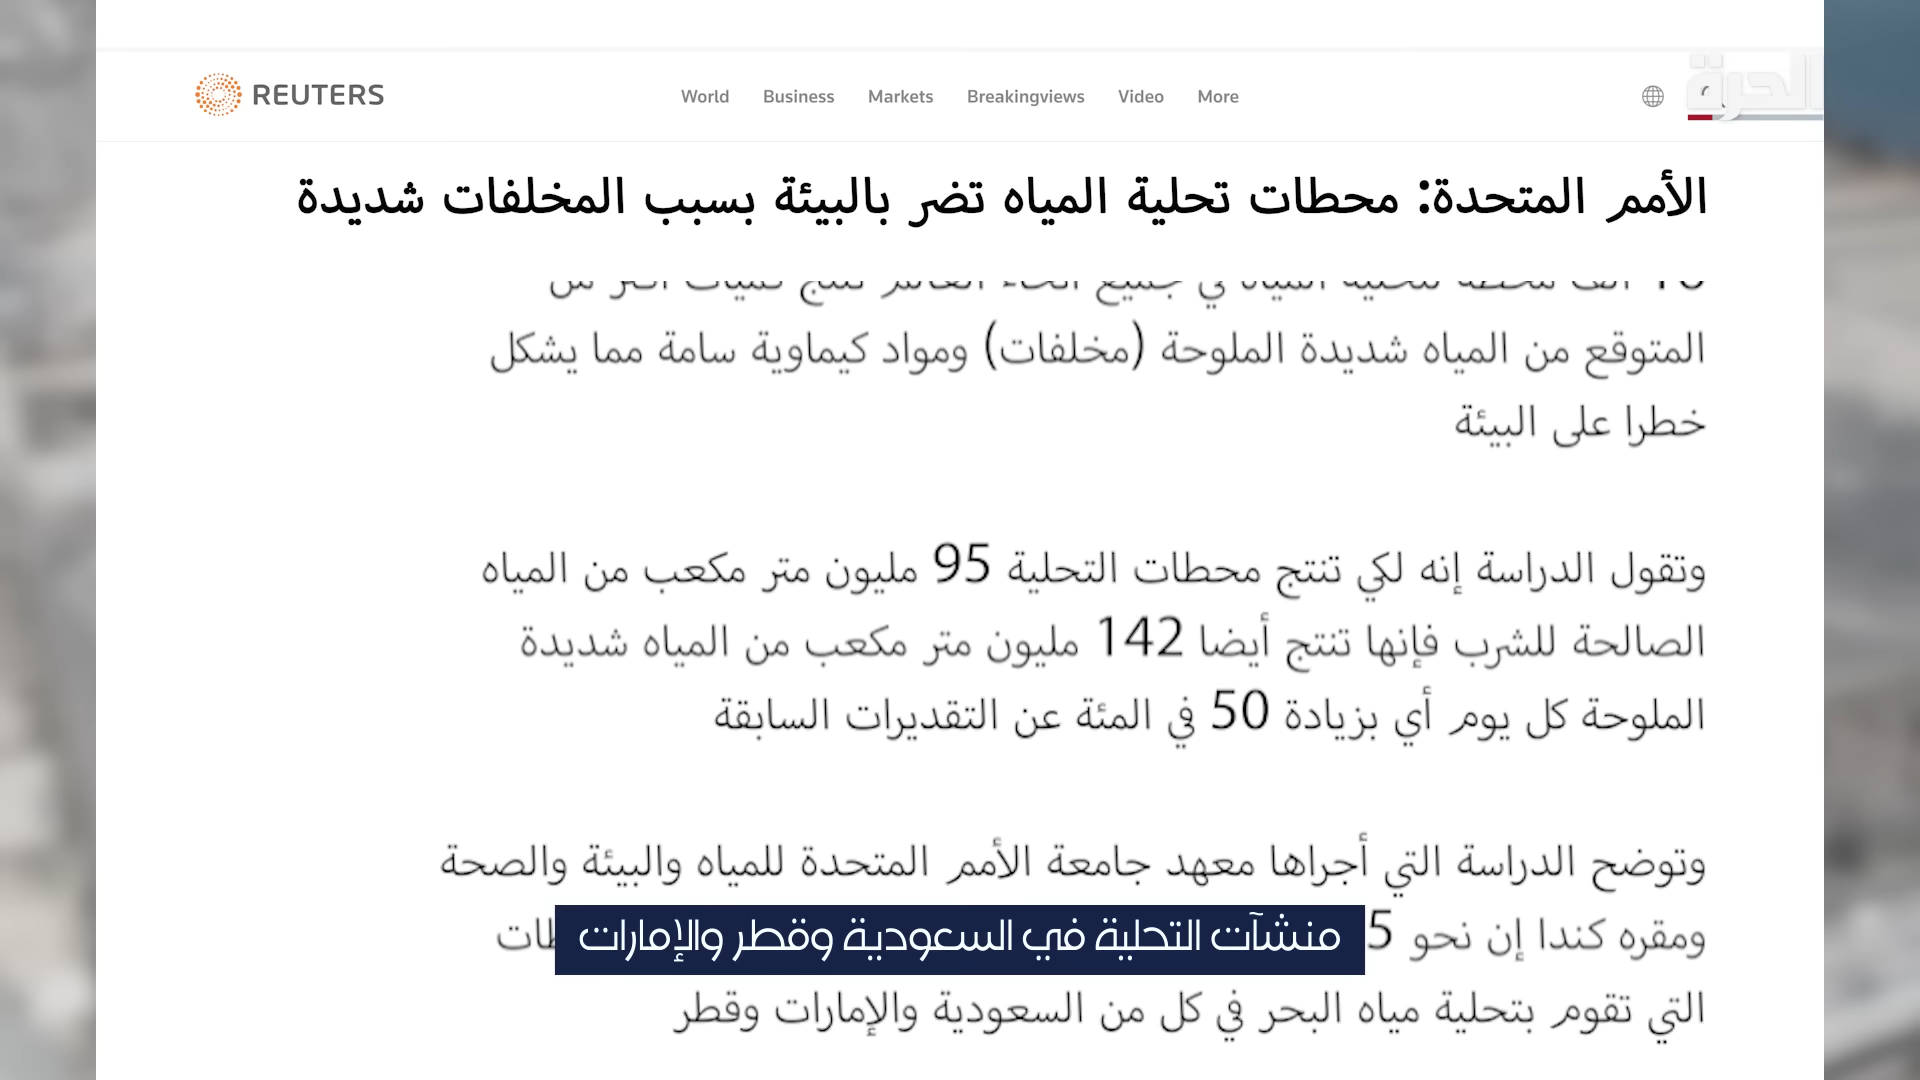 REUTERS
World Business Markets Breakingviews Video More
الحرة
الأمم المتحدة: محطات تحلية المياه تضر بالبيئة بسبب المخلفات شديدة
المتوقع من المياه شديدة الملوحة (مخلفات) ومواد كيماوية سامة مما يشكل
خطرا على البيئة
وتقول الدراسة إنه لكي تنتج محطات التحلية 95 مليون متر مكعب من المياه
الصالحة للشرب فإنها تنتج أيضا 142 مليون متر مكعب من المياه شديدة
الملوحة كل يوم أي بزيادة 50 في المئة عن التقديرات السابقة
وتوضح الدراسة التي أجراها معهد جامعة الأمم المتحدة للمياه والبيئة والصحة
ومقره كندا إن نحو
منشآت التحلية في السعودية وقطر والإمارات
التي تقوم بتحلية مياه البحر في كل من السعودية والإمارات وقطر